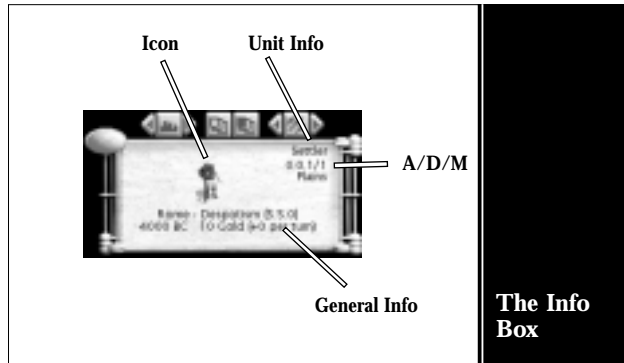 Icon
Unit Info
Settler
0.0.1/1
Plains
A/D/M
Rome - Despotism (5.5.0)
4000 BC 10 Gold (+0 per turn)
General Info
The Info
Box